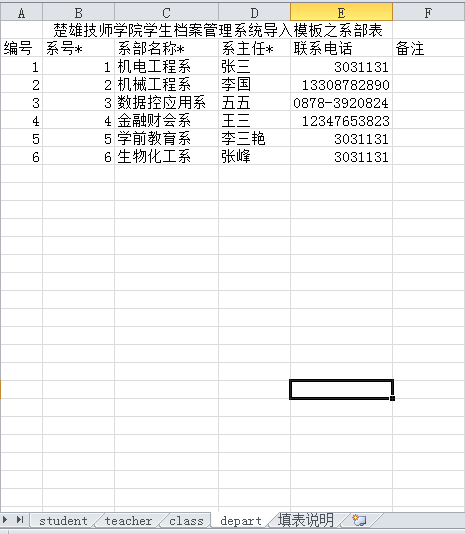 A B C D E F
楚雄技师学院学生档案管理系统导入模板之系部表
编号 系号* 系部名称* 系主任* 联系电话 备注
1 1 机电工程系 张三 3031131
2 2 机械工程系 李国 13308782890
3 3 数据控应用系 五五 0878-3920824
4 4 金融财会系 王三 12347653823
5 5 学前教育系 李三艳 3031131
6 6 生物化工系 张峰 3031131
student teacher class depart 填表说明